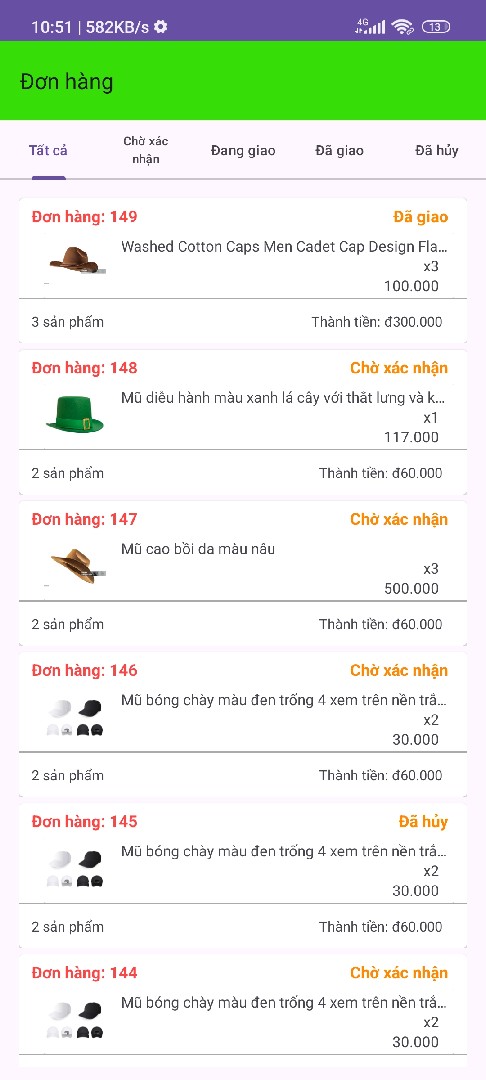 10:51 | 582KB/s
4G
13
Đơn hàng
Tất cả
Chờ xác
nhận
Đang giao
Đã giao
Đã hủy
Đơn hàng: 149
Đã giao
Washed Cotton Caps Men Cadet Cap Design Fla...
x3
100.000
3 sản phẩm
Thành tiền: đ300.000
Đơn hàng: 148
Chờ xác nhận
Mũ diễu hành màu xanh lá cây với thắt lưng và k...
x1
117.000
2 sản phẩm
Thành tiền: đ60.000
Đơn hàng: 147
Chờ xác nhận
Mũ cao bồi da màu nâu
x3
500.000
2 sản phẩm
Thành tiền: đ60.000
Đơn hàng: 146
Chờ xác nhận
Mũ bóng chày màu đen trống 4 xem trên nền trắ...
x2
30.000
2 sản phẩm
Thành tiền: đ60.000
Đơn hàng: 145
Đã hủy
Mũ bóng chày màu đen trống 4 xem trên nền trắ...
x2
30.000
2 sản phẩm
Thành tiền: đ60.000
Đơn hàng: 144
Chờ xác nhận
Mũ bóng chày màu đen trống 4 xem trên nền trắ...
x2
30.000